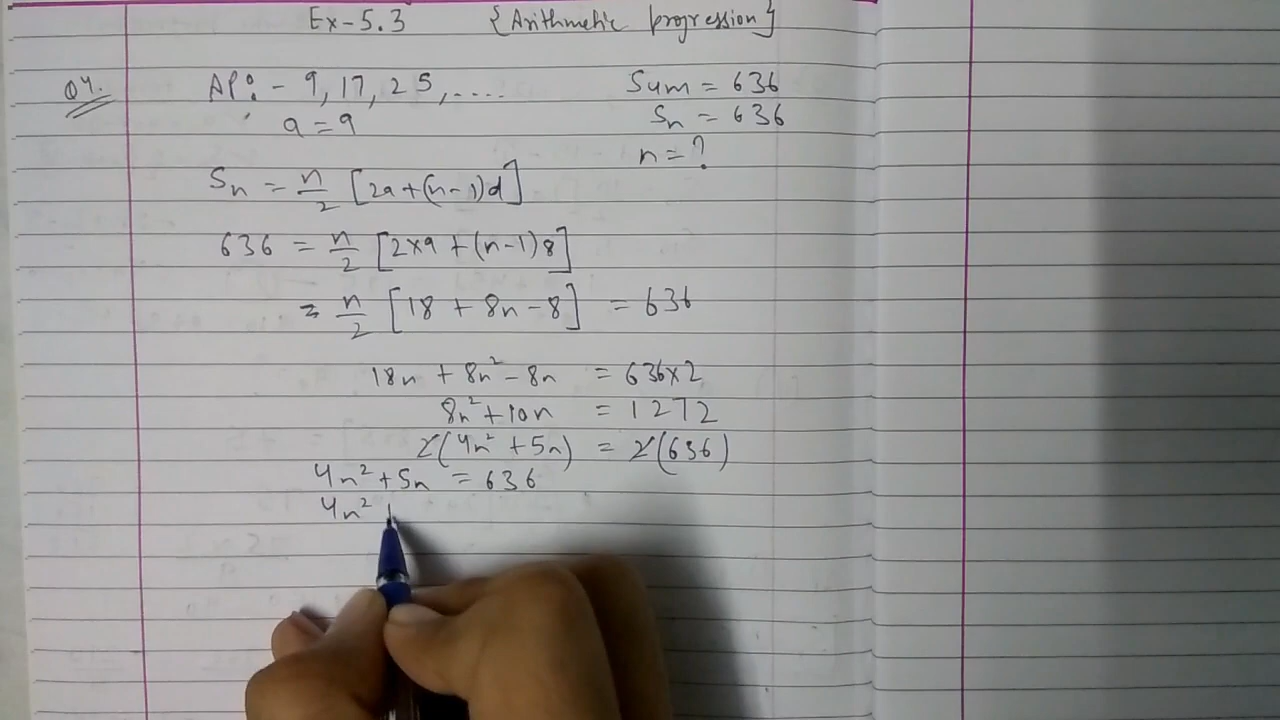 Ex-5.3 {Arithmetic progression}
Q4. AP:- 9, 17, 25, .... Sum = 636
a = 9 Sn = 636
n = ?
Sn = n/2 [2a+(n-1)d]
636 = n/2 [2×9 + (n-1)8]
= n/2 [18 + 8n - 8] = 636
18n + 8n² - 8n = 636×2
8n² + 10n = 1272
2(4n² + 5n) = 2(636)
4n² + 5n = 636
4n²